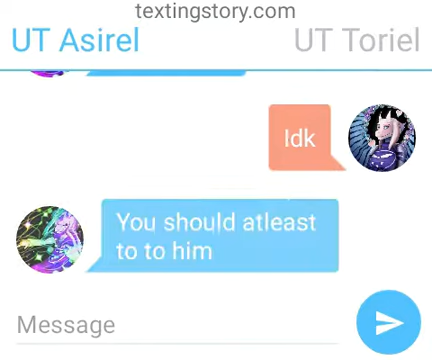 textingstory.com
UT Asirel UT Toriel
Idk
You should atleast
to to him
Message